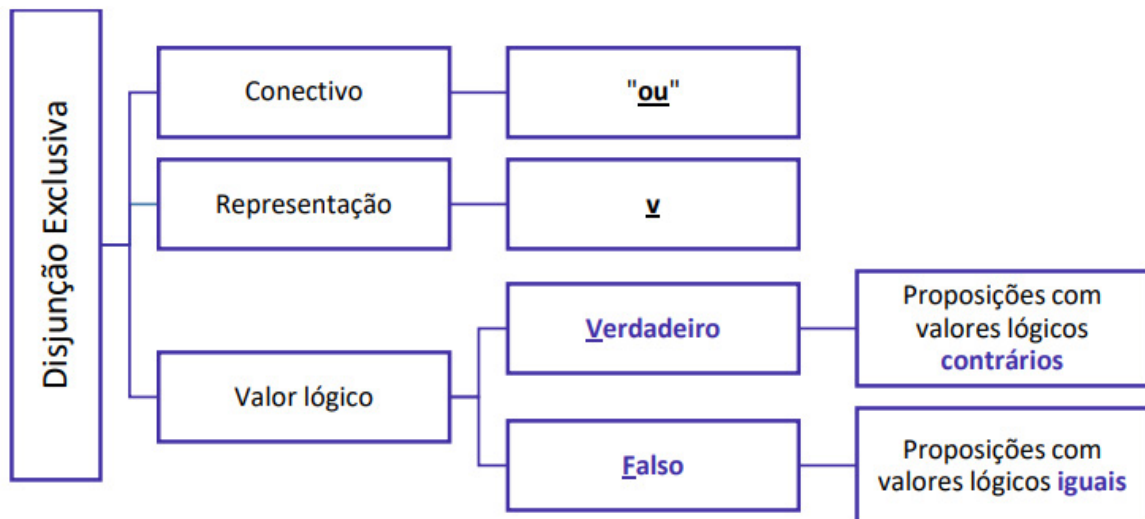 Disjunção Exclusiva
Conectivo
"ou"
Representação
v
Valor lógico
Verdadeiro
Proposições com
valores lógicos
contrários
Falso
Proposições com
valores lógicos iguais